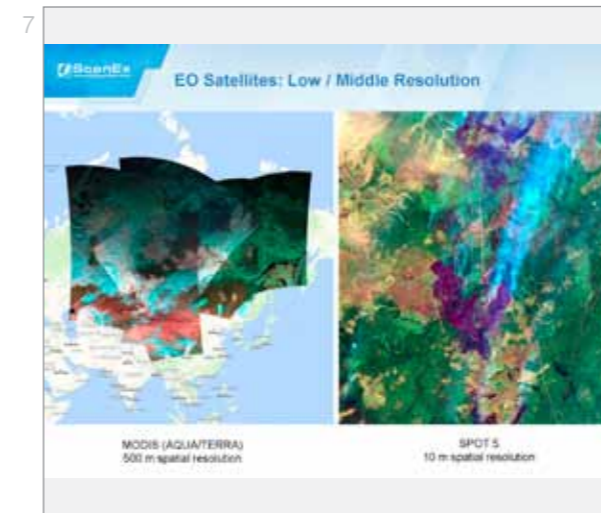 7
ScanEx
EO Satellites: Low / Middle Resolution
MODIS (AQUA/TERRA)
500 m spatial resolution
SPOT 5
10 m spatial resolution